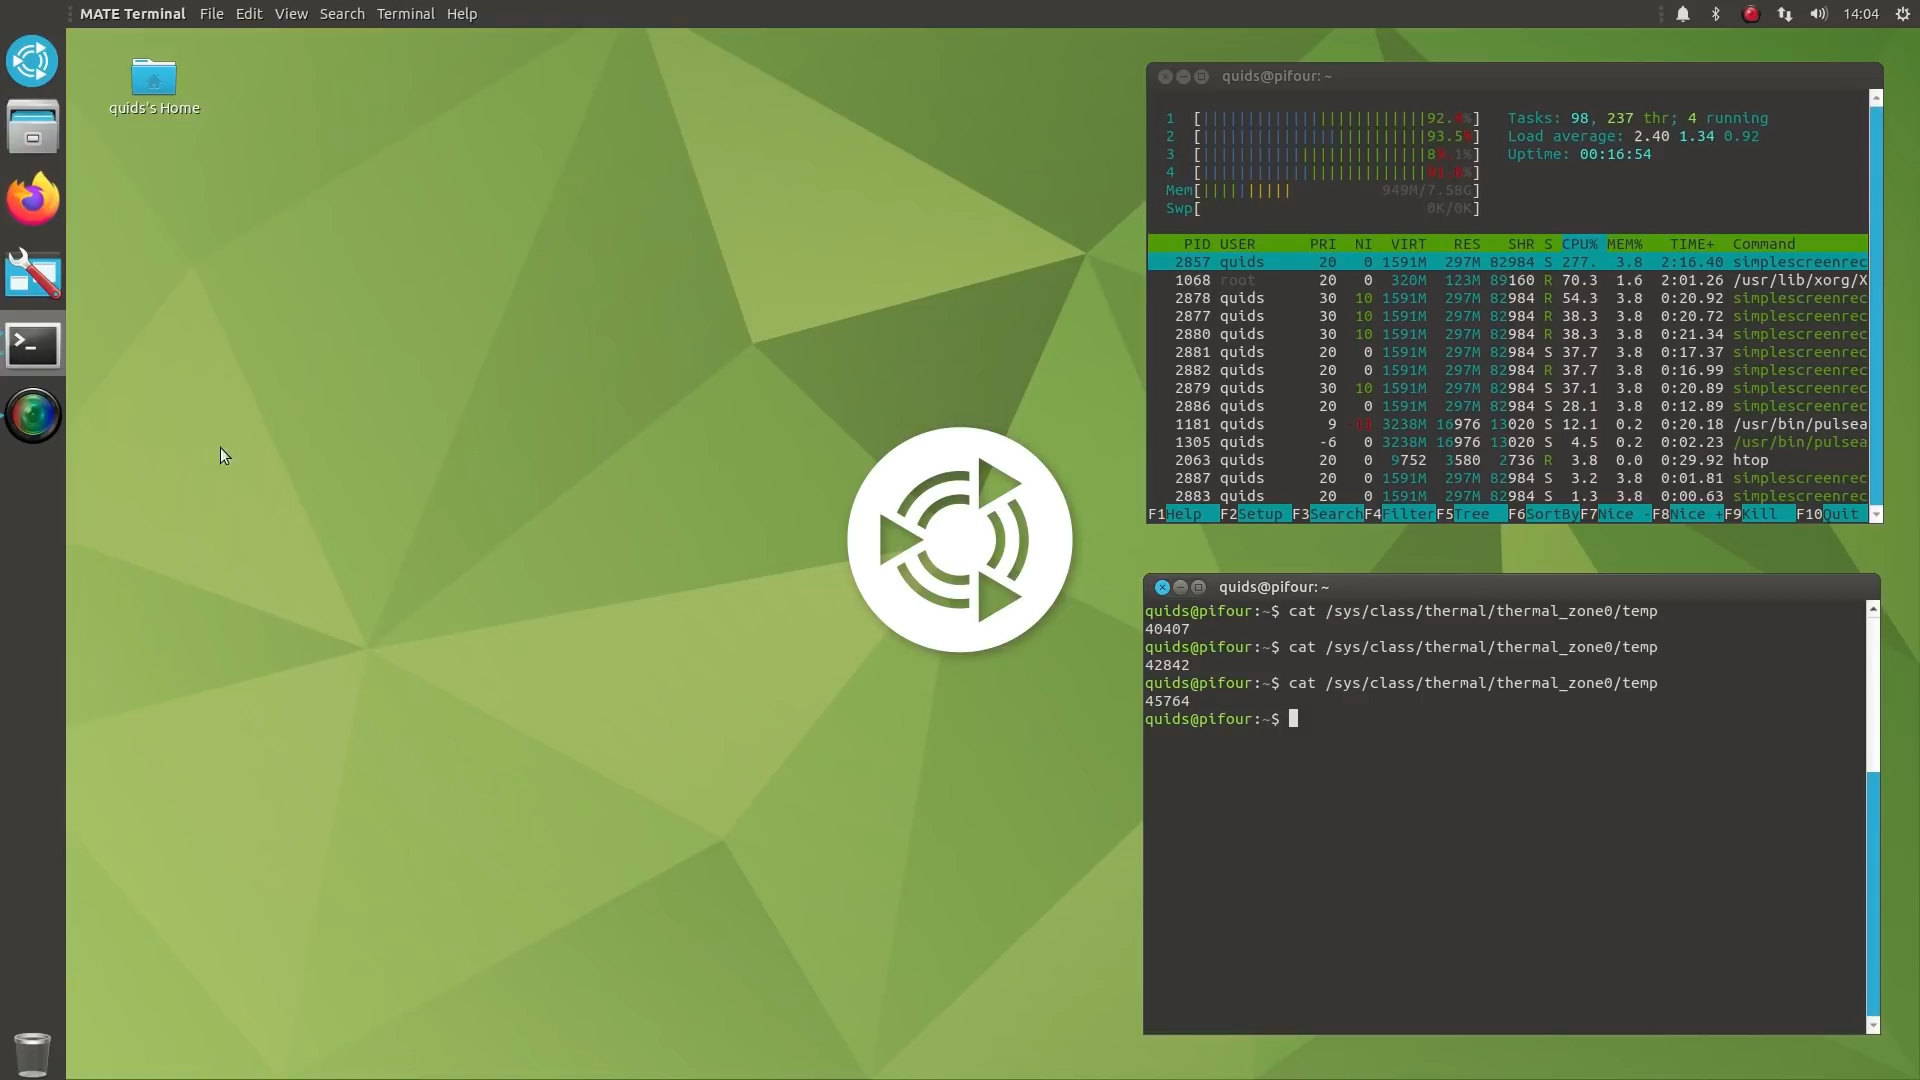 MATE Terminal File Edit View Search Terminal Help
14:04
quids's Home
quids@pifour: ~
1 [92. %] Tasks: 98, 237 thr; 4 running
2 [93.5 ] Load average: 2.40 1.34 0.92
3 [8 .1%] Uptime: 00:16:54
4 [ %]
Mem[949M/7.58G]
Swp[0K/0K]
PID USER PRI NI VIRT RES SHR S CPU% MEM% TIME+ Command
2857 quids 20 0 1591M 297M 82984 S 277. 3.8 2:16.40 simplescreenrec
1068 root 20 0 320M 123M 89160 R 70.3 1.6 2:01.26 /usr/lib/xorg/X
2878 quids 30 10 1591M 297M 82984 R 54.3 3.8 0:20.92 simplescreenrec
2877 quids 30 10 1591M 297M 82984 R 38.3 3.8 0:20.72 simplescreenrec
2880 quids 30 10 1591M 297M 82984 R 38.3 3.8 0:21.34 simplescreenrec
2881 quids 20 0 1591M 297M 82984 S 37.7 3.8 0:17.37 simplescreenrec
2882 quids 20 0 1591M 297M 82984 R 37.7 3.8 0:16.99 simplescreenrec
2879 quids 30 10 1591M 297M 82984 S 37.1 3.8 0:20.89 simplescreenrec
2886 quids 20 0 1591M 297M 82984 S 28.1 3.8 0:12.89 simplescreenrec
1181 quids 9 3238M 16976 13020 S 12.1 0.2 0:20.18 /usr/bin/pulsea
1305 quids -6 0 3238M 16976 13020 S 4.5 0.2 0:02.23 /usr/bin/pulsea
2063 quids 20 0 9752 3580 2736 R 3.8 0.0 0:29.92 htop
2887 quids 20 0 1591M 297M 82984 S 3.2 3.8 0:01.81 simplescreenrec
2883 quids 20 0 1591M 297M 82984 S 1.3 3.8 0:00.63 simplescreenrec
F1Help F2Setup F3SearchF4FilterF5Tree F6SortByF7Nice -F8Nice +F9Kill F10Quit
quids@pifour: ~
quids@pifour:~$ cat /sys/class/thermal/thermal_zone0/temp
40407
quids@pifour:~$ cat /sys/class/thermal/thermal_zone0/temp
42842
quids@pifour:~$ cat /sys/class/thermal/thermal_zone0/temp
45764
quids@pifour:~$